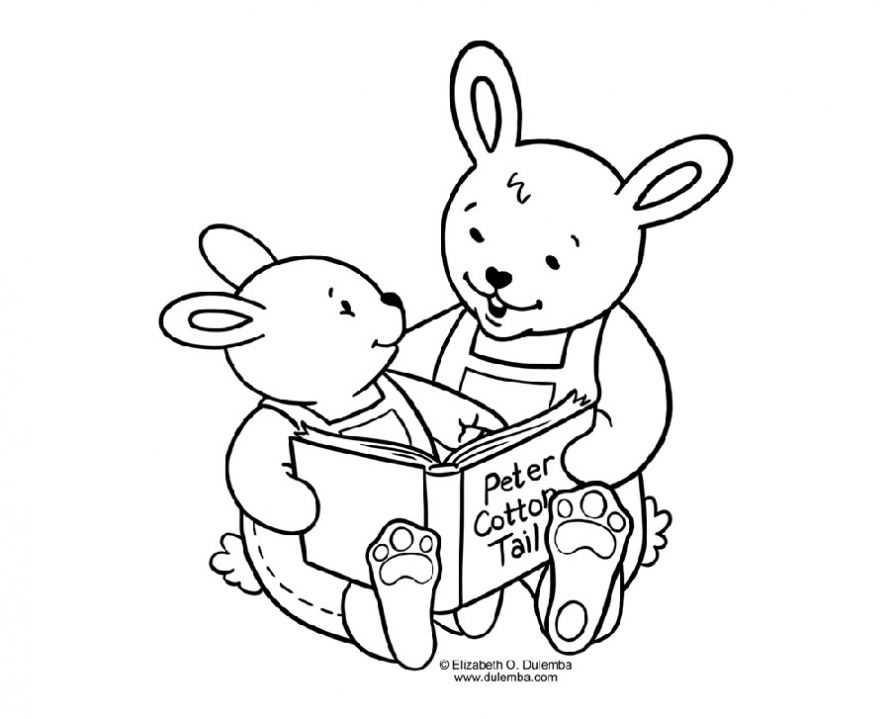 Peter
Cotton
Tail
© Elizabeth O. Dulemba
www.dulemba.com